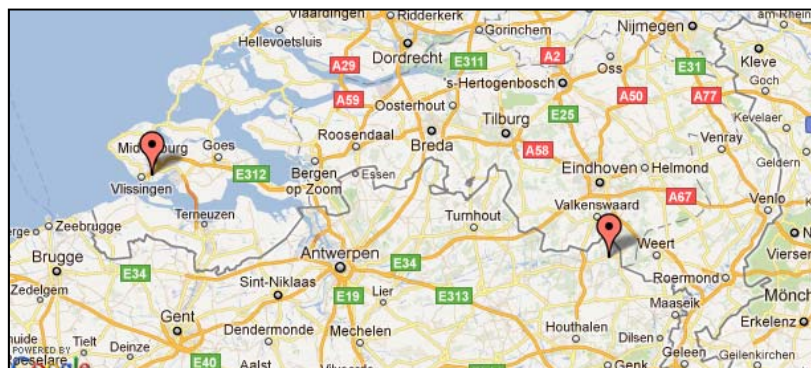 Vlaardingen
Ridderkerk
Gorinchem
Nijmegen
am-Rhein
Hellevoetsluis
Dordrecht
E311
A2
Oss
E31
Kleve
A29
's-Hertogenbosch
Goch
A59
Oosterhout
A50
A77
E25
Kevelaer
Roosendaal
Tilburg
Breda
A58
Venray
Geldern
Goes
Vlissingen
E312
Bergen
op Zoom
Essen
Eindhoven
Helmond
A67
Terneuzen
Turnhout
Valkenswaard
Venlo
Zeebrugge
Brugge
Antwerpen
E34
Weert
Viersen
E34
Sint-Niklaas
E19
Lier
E313
Roermond
Zedelgem
Maaseik
Mönch
Gent
Dendermonde
Mechelen
Houthalen
Dilsen
Erkelenz
POWERED BY
Tielt
Deinze
E40
Aalst
Vilvoorde
Genk
Geleen
Geilenkirchen